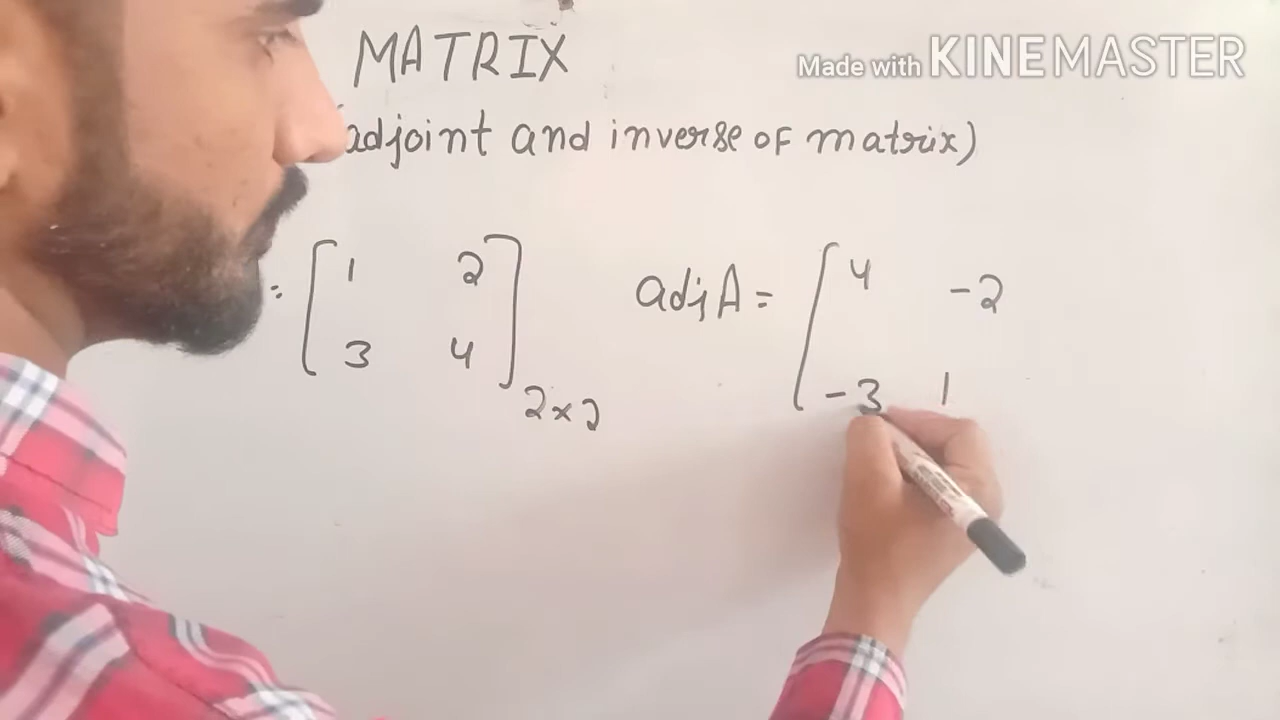 MATRIX
Made with KINEMASTER
(adjoint and inverse of matrix)
= [ 1 2
3 4 ] 2×2
adjA = [ 4 -2
-3 1